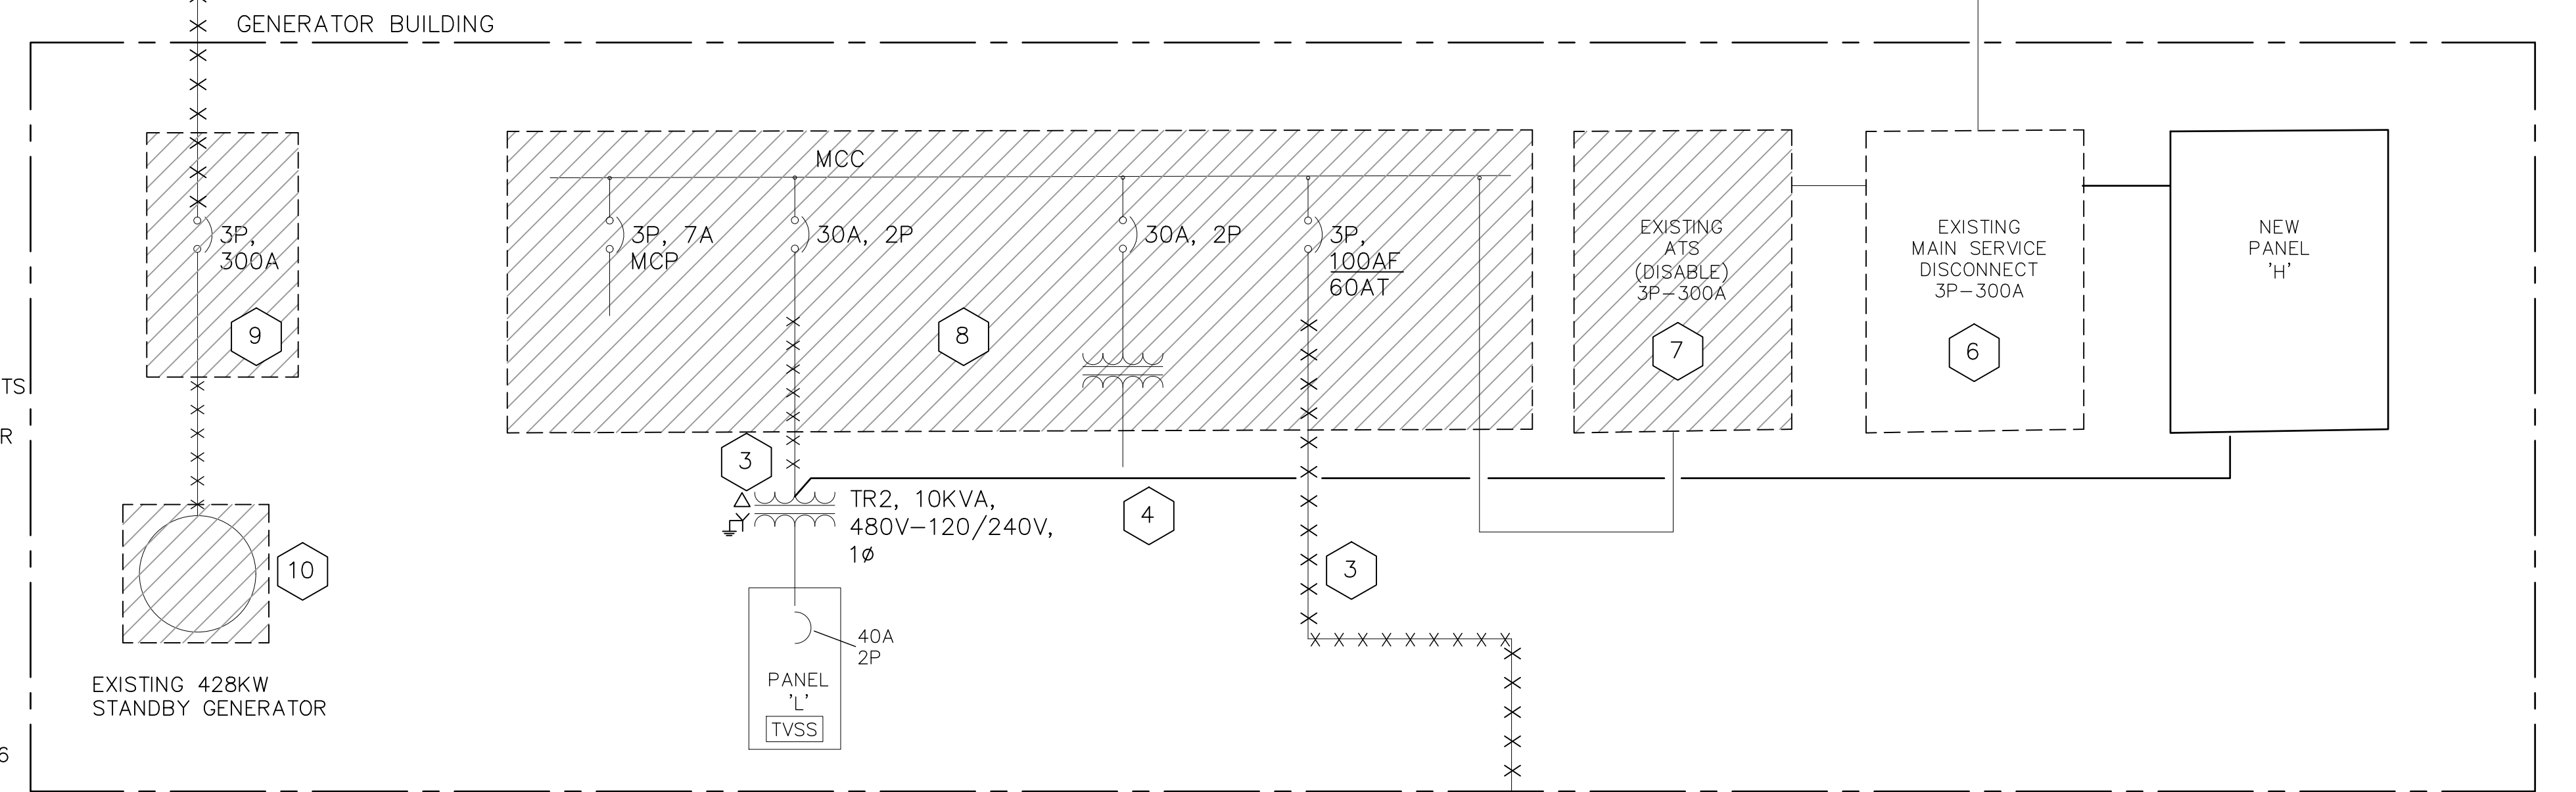 GENERATOR BUILDING
MCC
3P,
300A
3P, 7A
MCP
30A, 2P
30A, 2P
3P,
100AF
60AT
EXISTING
ATS
(DISABLE)
3P-300A
EXISTING
MAIN SERVICE
DISCONNECT
3P-300A
NEW
PANEL
'H'
9
8
7
6
TS
R
3
TR2, 10KVA,
480V-120/240V,
1ø
4
3
10
40A
2P
PANEL
'L'
TVSS
EXISTING 428KW
STANDBY GENERATOR
6